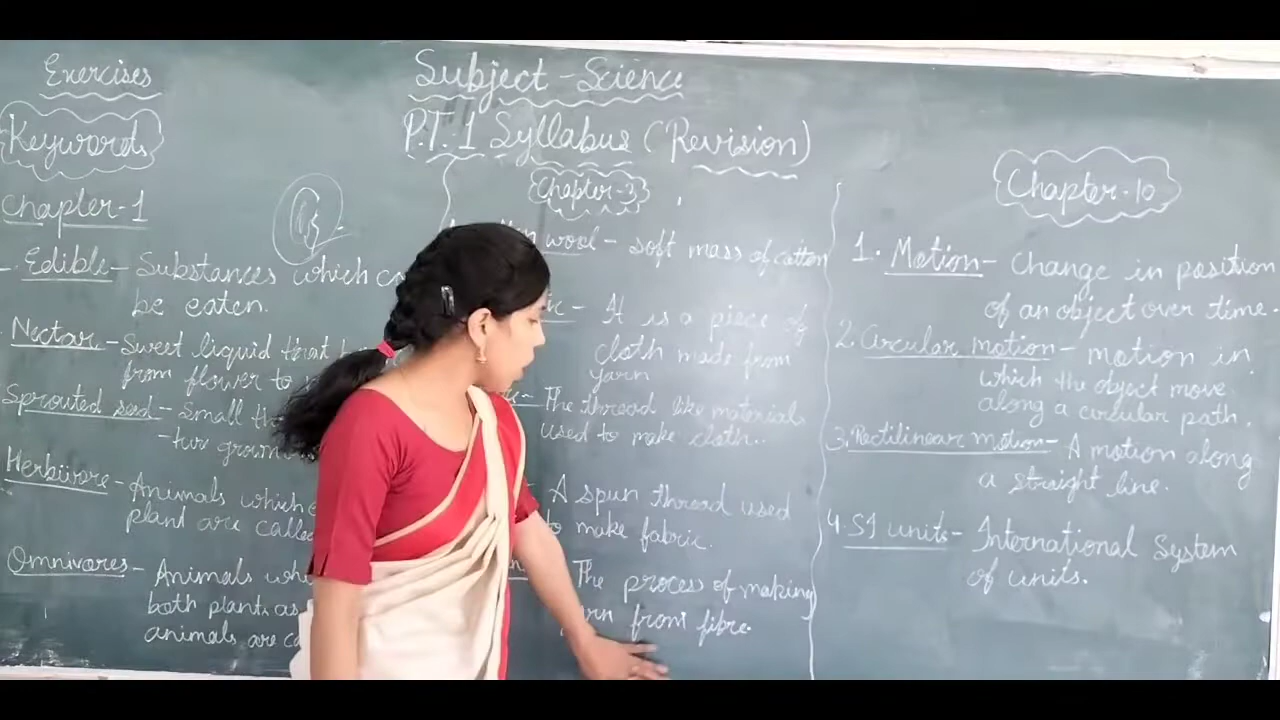 Exercises
Keywords
Chapter-1
Edible - Substances which
be eaten.
Nectar - Sweet liquid that
from flower to
Sprouted seed - Small
Herbivore - Animals which
plant are called
Omnivores - Animals
both plants
animals are
Subject - Science
P.T.1 Syllabus (Revision)
Chapter-3
wool - soft mass of cotton
- It is a piece of
cloth made from
yarn
- The thread like materials
used to make cloth..
A spun thread used
to make fabric.
The process of making
from fibre.
Chapter-10
1. Motion - Change in position
of an object over time.
2. Circular motion - motion in
which the object move
along a circular path.
3. Rectilinear motion - A motion along
a straight line.
4. SI units - International System
of units.